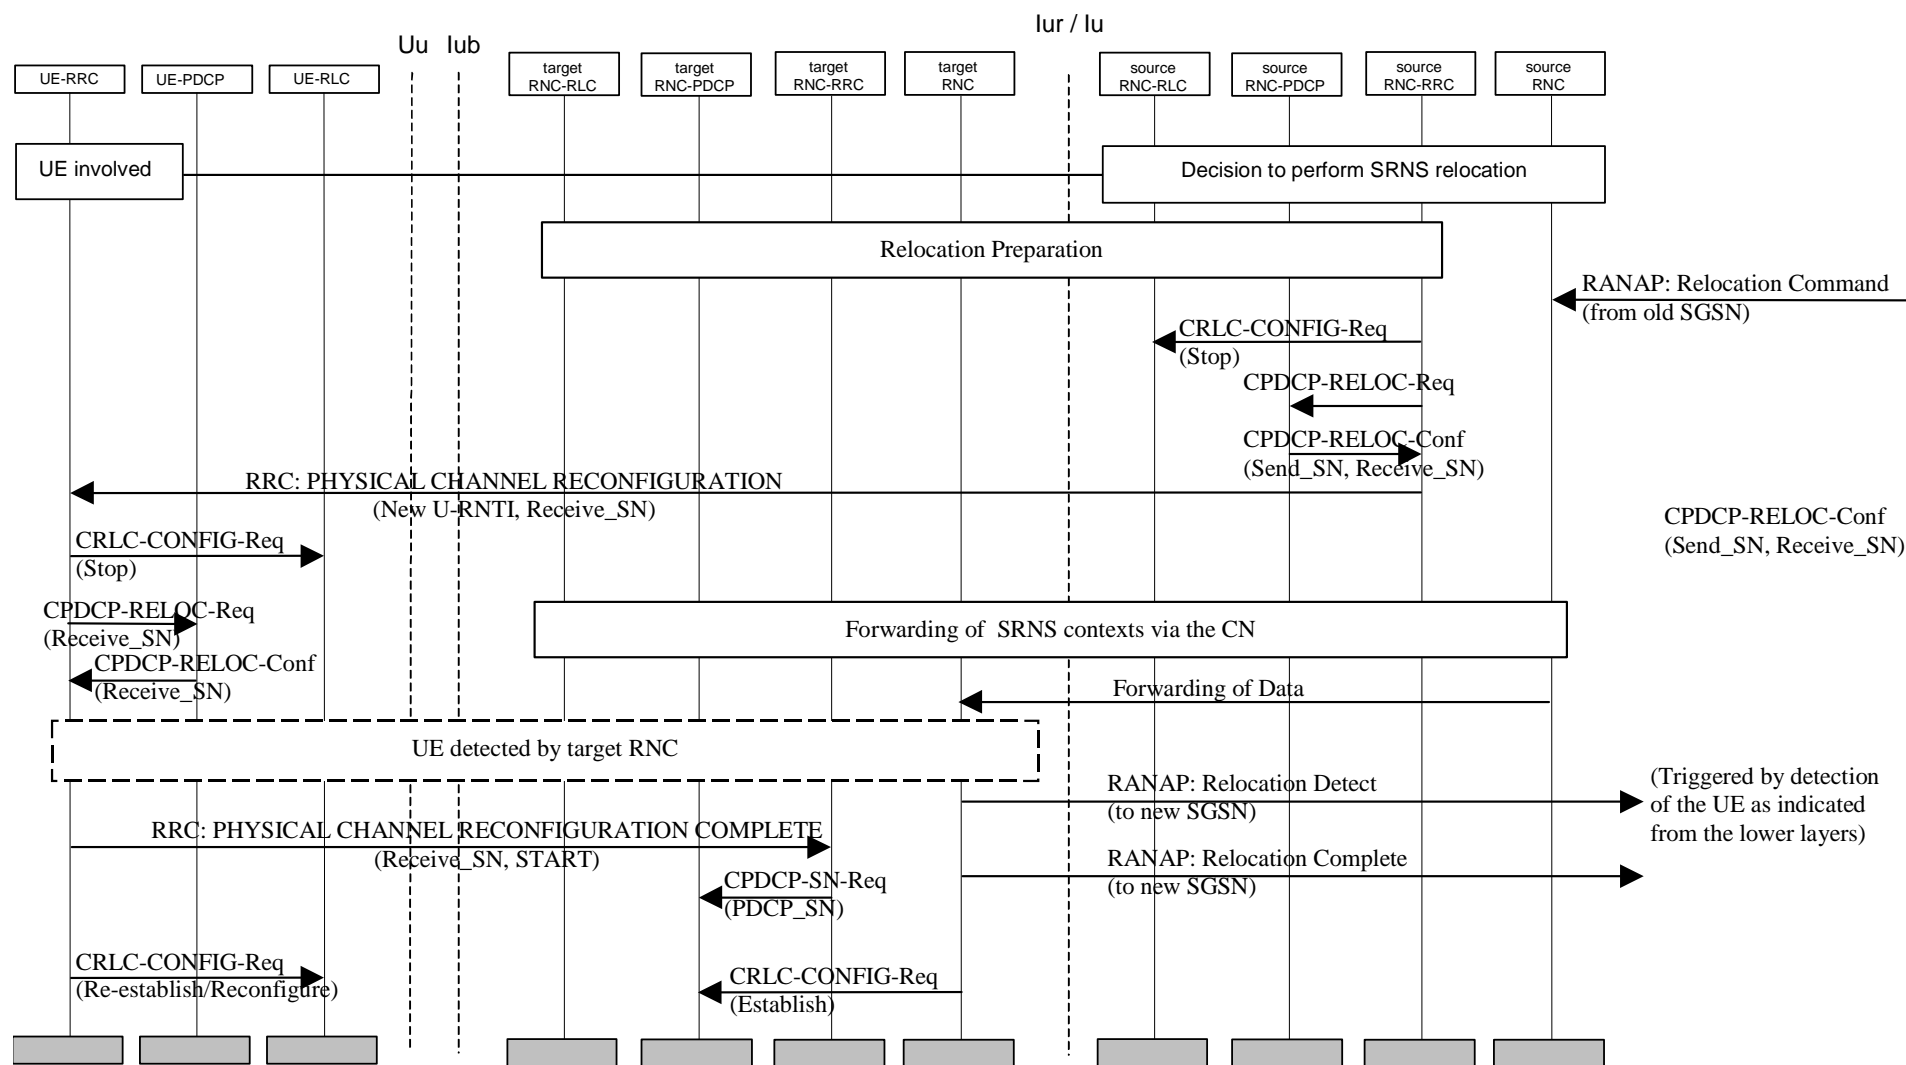 Iur / Iu
Uu
Iub
UE-RRC
UE-PDCP
UE-RLC
target
RNC-RLC
target
RNC-PDCP
target
RNC-RRC
target
RNC
source
RNC-RLC
source
RNC-PDCP
source
RNC-RRC
source
RNC
UE involved
Decision to perform SRNS relocation
Relocation Preparation
RANAP: Relocation Command
(from old SGSN)
CRLC-CONFIG-Req
(Stop)
CPDCP-RELOC-Req
CPDCP-RELOC-Conf
(Send_SN, Receive_SN)
RRC: PHYSICAL CHANNEL RECONFIGURATION
(New U-RNTI, Receive_SN)
CPDCP-RELOC-Conf
(Send_SN, Receive_SN)
CRLC-CONFIG-Req
(Stop)
CPDCP-RELOC-Req
(Receive_SN)
Forwarding of  SRNS contexts via the CN
CPDCP-RELOC-Conf
(Receive_SN)
Forwarding of Data
UE detected by target RNC
RANAP: Relocation Detect
(to new SGSN)
(Triggered by detection
of the UE as indicated
from the lower layers)
RRC: PHYSICAL CHANNEL RECONFIGURATION COMPLETE
(Receive_SN, START)
RANAP: Relocation Complete
(to new SGSN)
CPDCP-SN-Req
(PDCP_SN)
CRLC-CONFIG-Req
(Re-establish/Reconfigure)
CRLC-CONFIG-Req
(Establish)